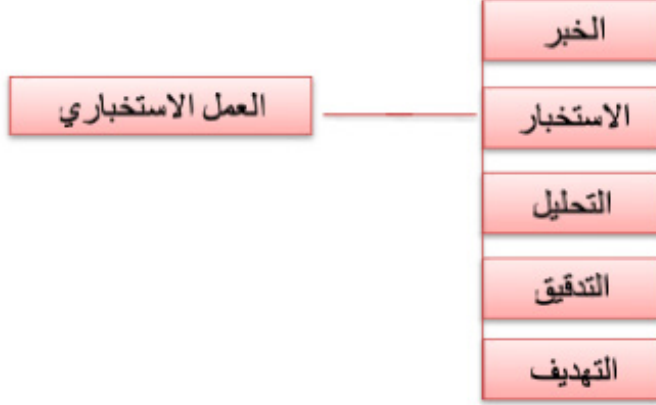 الخبر
العمل الاستخباري
الاستخبار
التحليل
التدقيق
التهديف